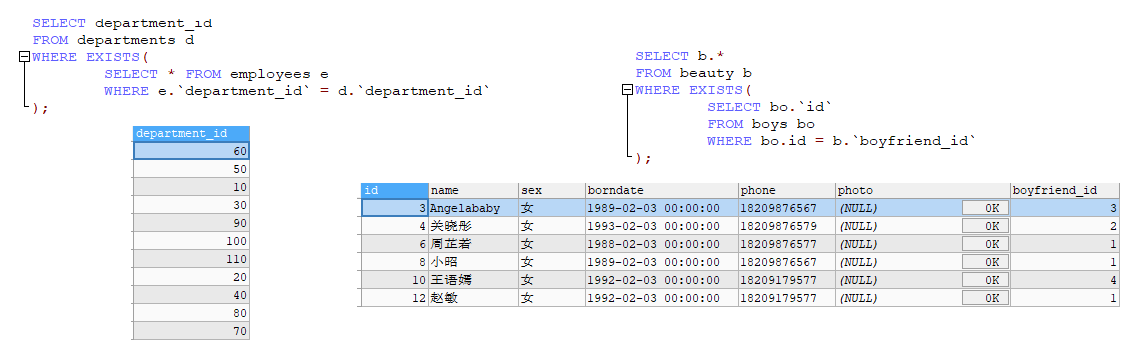 SELECT department_id
FROM departments d
WHERE EXISTS(
SELECT * FROM employees e
WHERE e.`department_id` = d.`department_id`
);
department_id
60
50
10
30
90
100
110
20
40
80
70
SELECT b.*
FROM beauty b
WHERE EXISTS(
SELECT bo.`id`
FROM boys bo
WHERE bo.id = b.`boyfriend_id`
);
id name sex borndate phone photo boyfriend_id
3 Angelababy 女 1989-02-03 00:00:00 18209876567 (NULL) 0K 3
4 关晓彤 女 1993-02-03 00:00:00 18209876579 (NULL) 0K 2
6 周芷若 女 1988-02-03 00:00:00 18209876577 (NULL) 0K 1
8 小昭 女 1989-02-03 00:00:00 18209876567 (NULL) 0K 1
10 王语嫣 女 1992-02-03 00:00:00 18209179577 (NULL) 0K 4
12 赵敏 女 1992-02-03 00:00:00 18209179577 (NULL) 0K 1